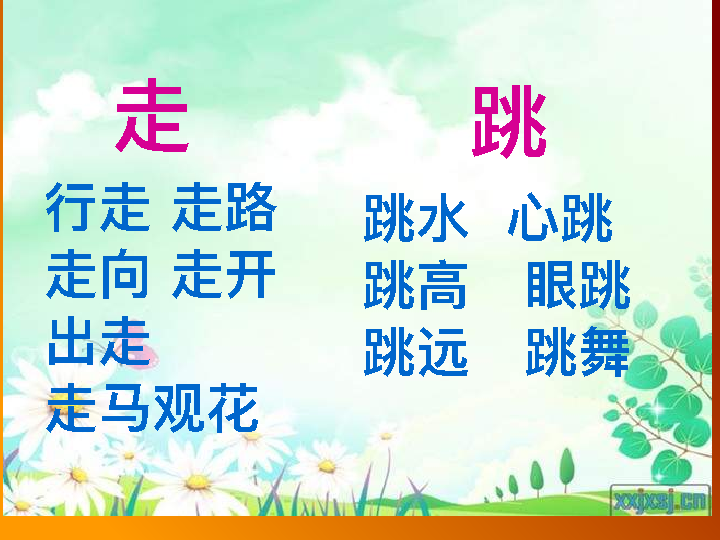 走
行走 走路
走向 走开
出走
走马观花
跳
跳水 心跳
跳高 眼跳
跳远 跳舞
xxjxsj.cn